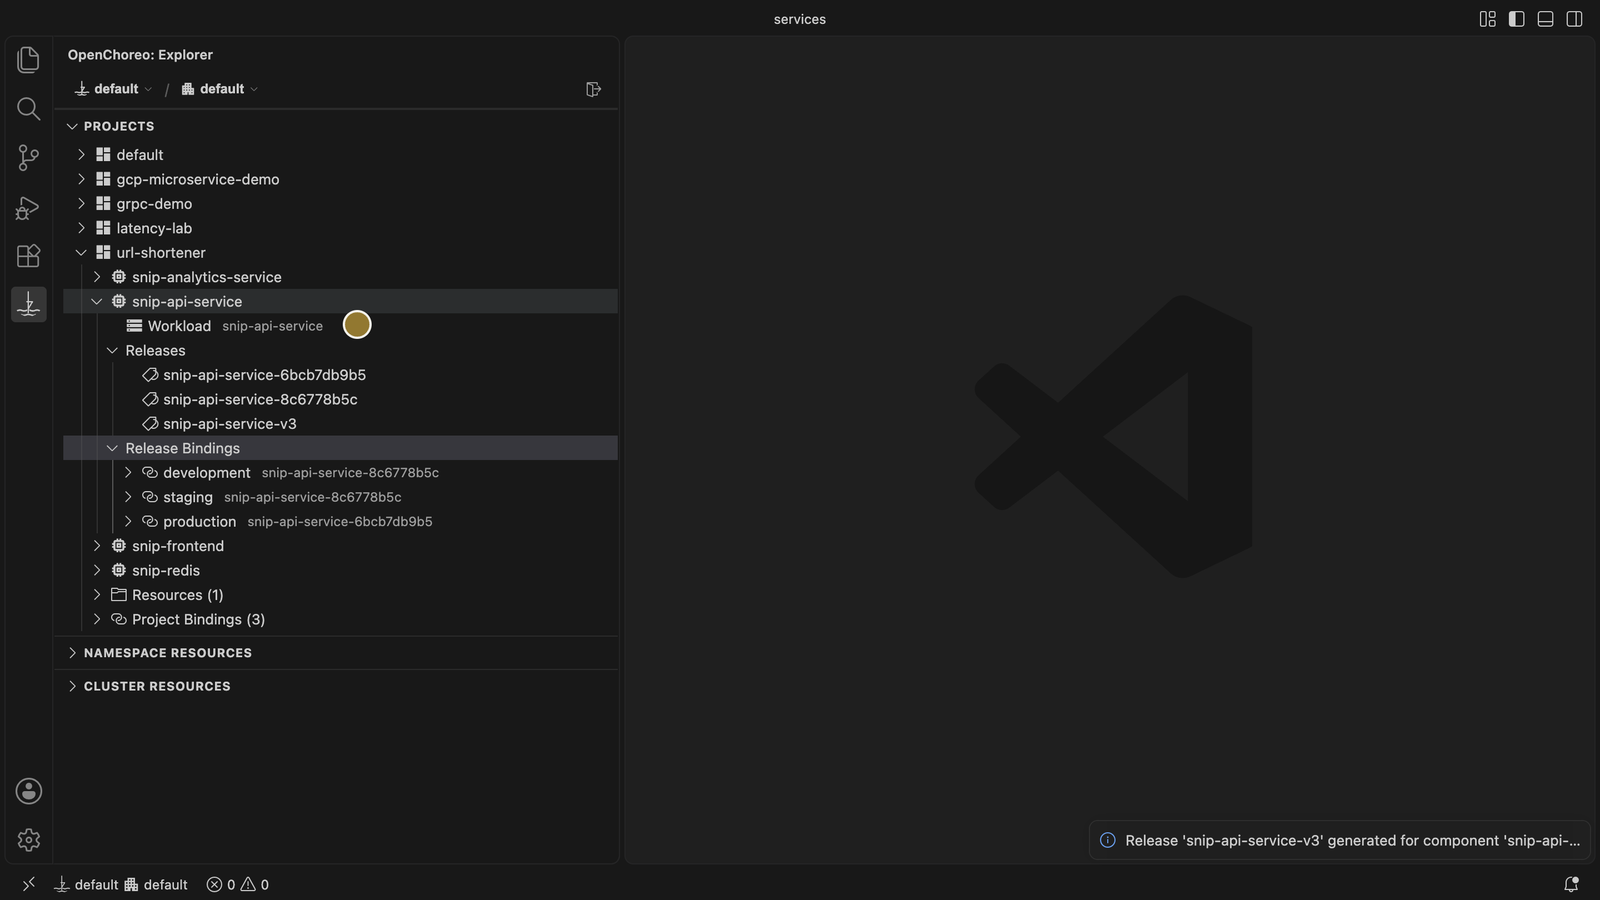 services
OpenChoreo: Explorer
default / default
PROJECTS
default
gcp-microservice-demo
grpc-demo
latency-lab
url-shortener
snip-analytics-service
snip-api-service
Workload snip-api-service
Releases
snip-api-service-6bcb7db9b5
snip-api-service-8c6778b5c
snip-api-service-v3
Release Bindings
development snip-api-service-8c6778b5c
staging snip-api-service-8c6778b5c
production snip-api-service-6bcb7db9b5
snip-frontend
snip-redis
Resources (1)
Project Bindings (3)
NAMESPACE RESOURCES
CLUSTER RESOURCES
Release 'snip-api-service-v3' generated for component 'snip-api-...
default default 0 0